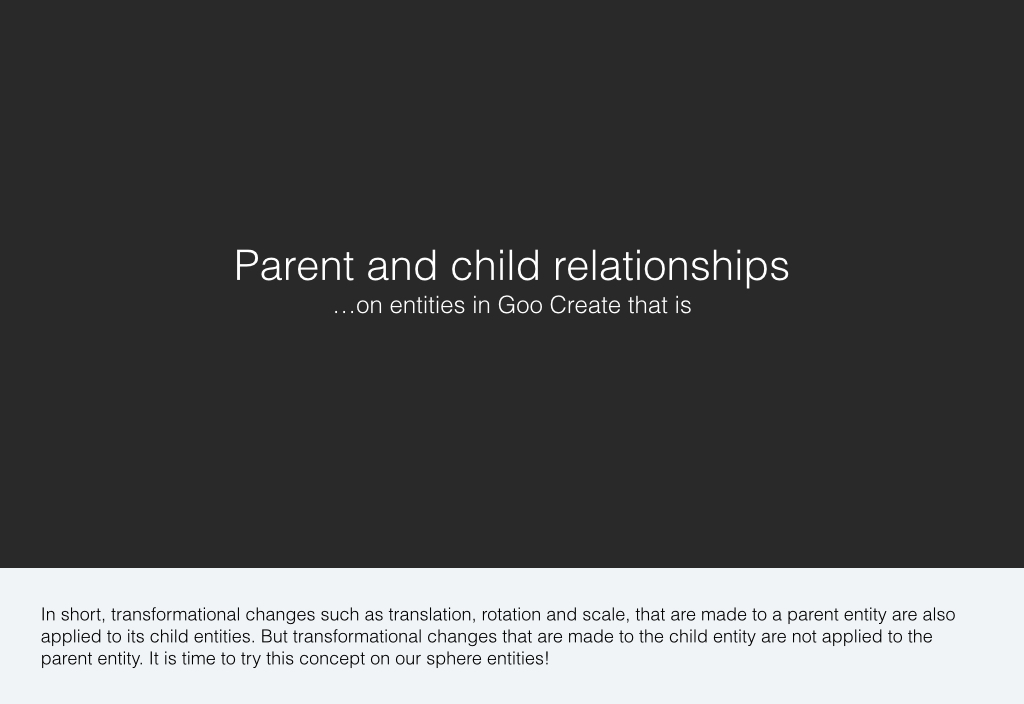 Parent and child relationships
…on entities in Goo Create that is
In short, transformational changes such as translation, rotation and scale, that are made to a parent entity are also
applied to its child entities. But transformational changes that are made to the child entity are not applied to the
parent entity. It is time to try this concept on our sphere entities!